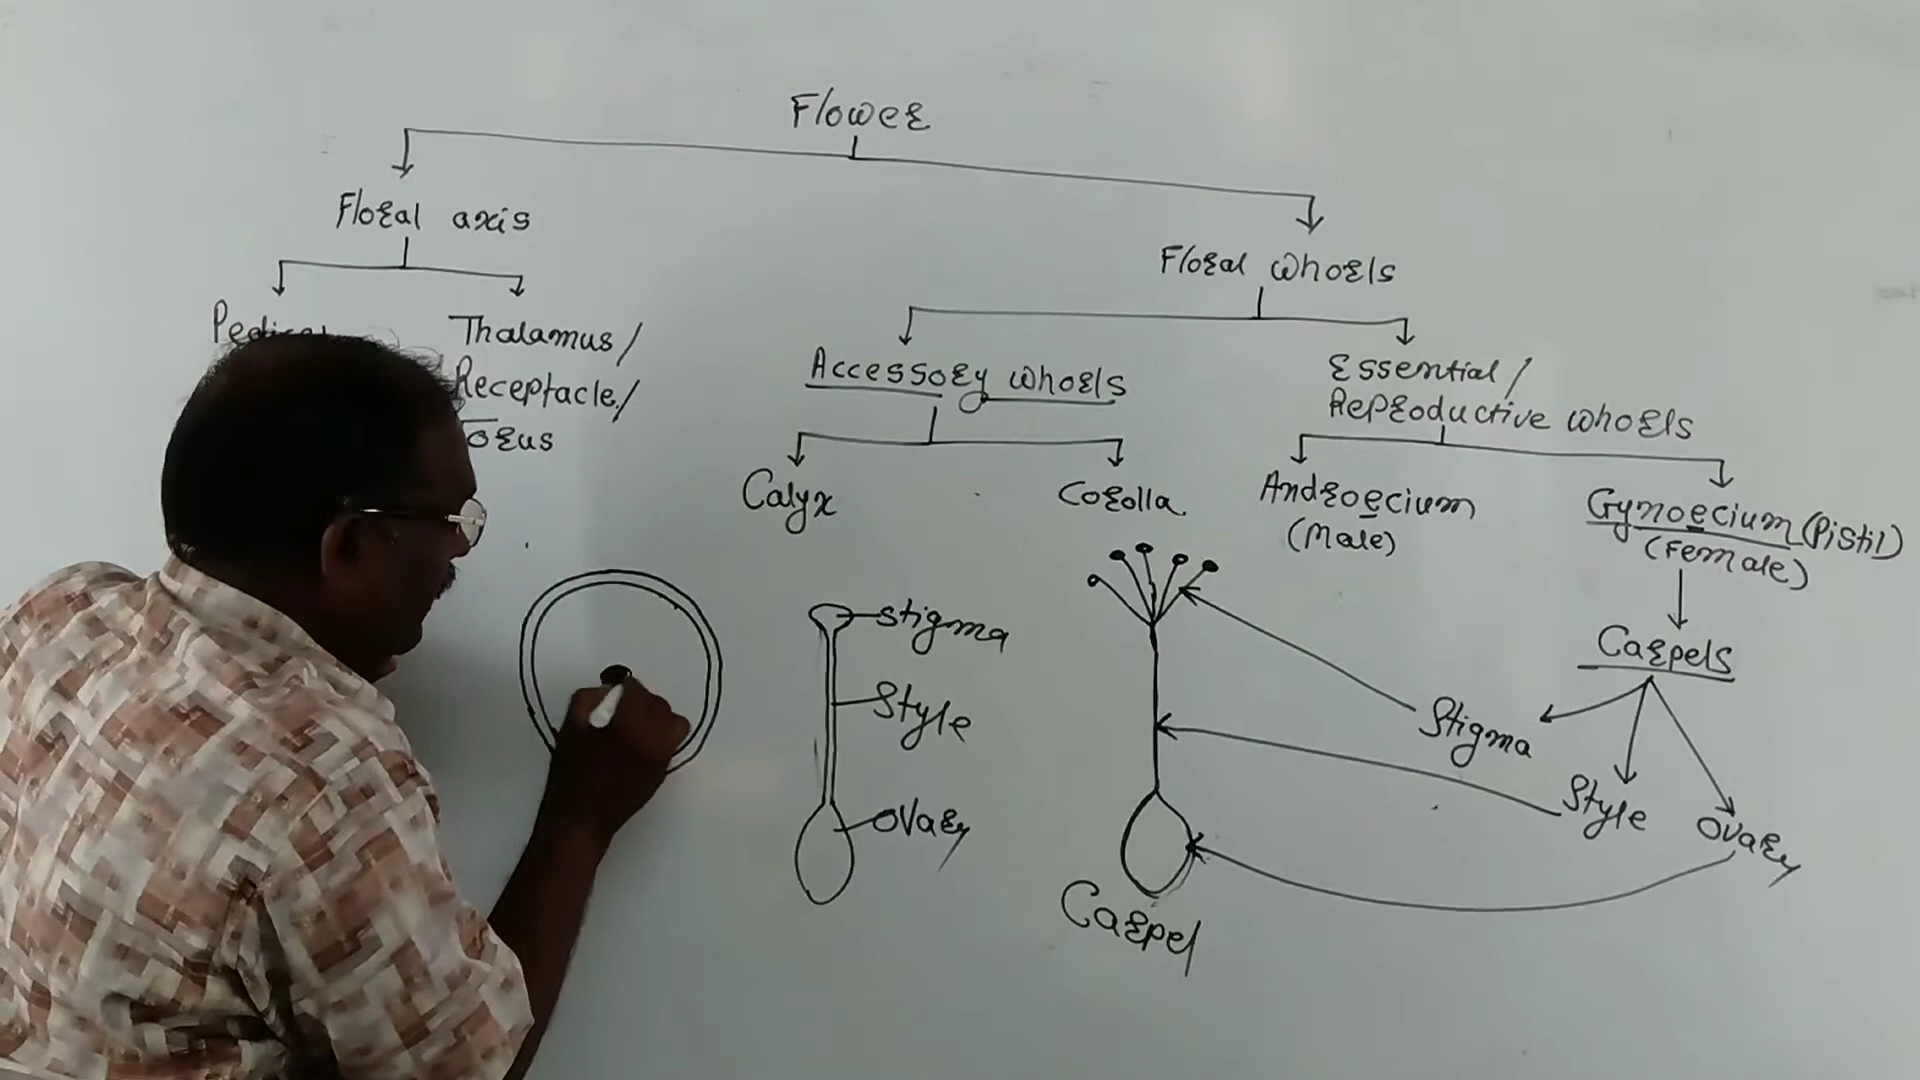 Flower
Floral axis
Floral whorls
Thalamus/
Receptacle/
Torus
Accessory whorls
Essential/
Reproductive whorls
Calyx
Corolla
Androecium
(Male)
Gynoecium (Pistil)
(Female)
Carpels
Stigma
Style
Ovary
Stigma
Style
Ovary
Carpel